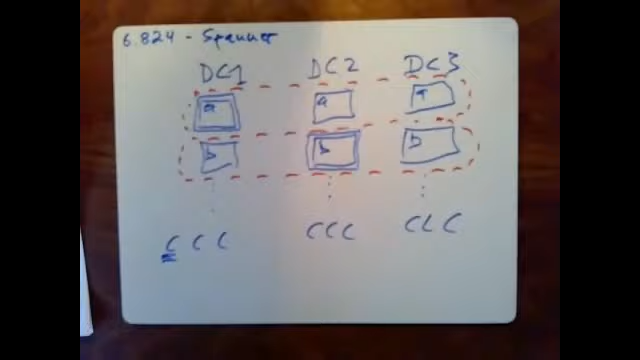 6.824 - Spanner
DC1 DC2 DC3
a a a
b b b
C C C C C C C C C